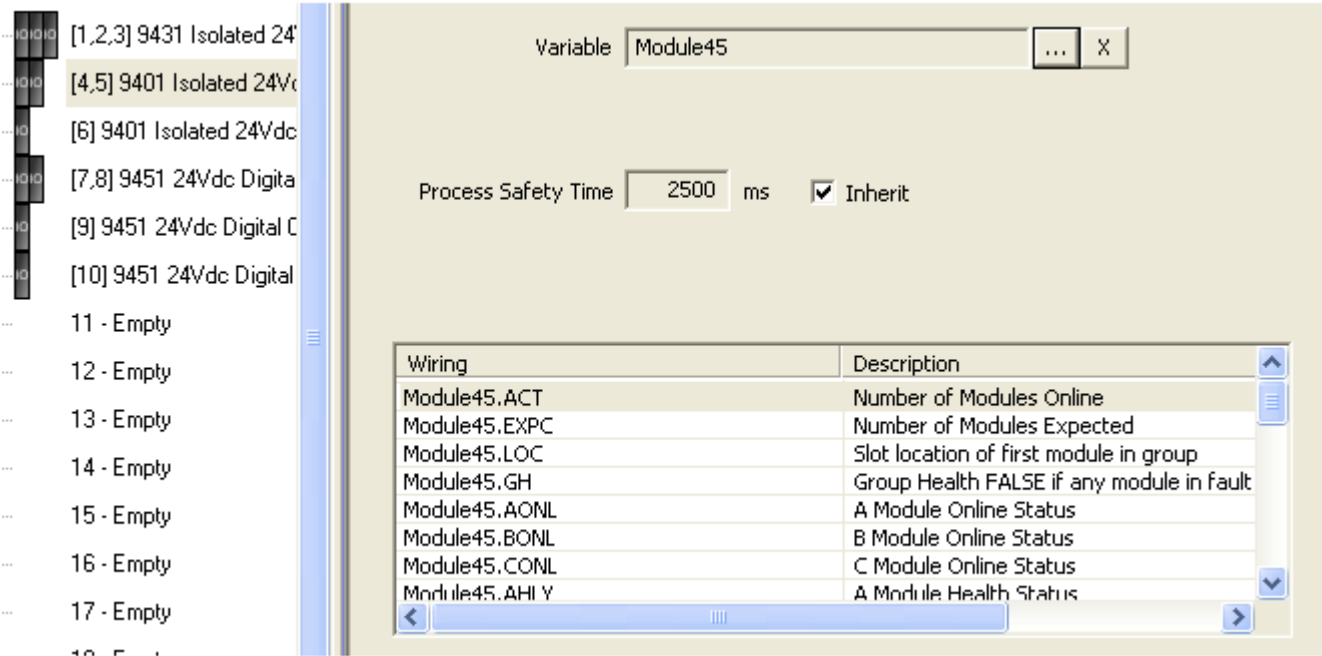 [1,2,3] 9431 Isolated 24
[4,5] 9401 Isolated 24Vd
[6] 9401 Isolated 24Vdc
[7,8] 9451 24Vdc Digita
[9] 9451 24Vdc Digital
[10] 9451 24Vdc Digital
11 - Empty
12 - Empty
13 - Empty
14 - Empty
15 - Empty
16 - Empty
17 - Empty
Variable Module45 ... X
Process Safety Time 2500 ms Inherit
Wiring Description
Module45.ACT Number of Modules Online
Module45.EXPC Number of Modules Expected
Module45.LOC Slot location of first module in group
Module45.GH Group Health FALSE if any module in fault
Module45.AONL A Module Online Status
Module45.BONL B Module Online Status
Module45.CONL C Module Online Status
Module45.AHLY A Module Health Status